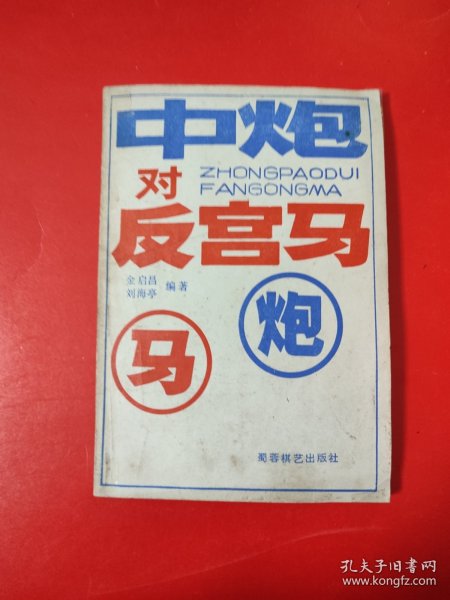 中炮
对
ZHONGPAODUI
FANGONGMA
反宫马
金启昌
刘海亭
编著
炮
马
蜀蓉棋艺出版社
孔夫子旧书网
www.kongfz.com